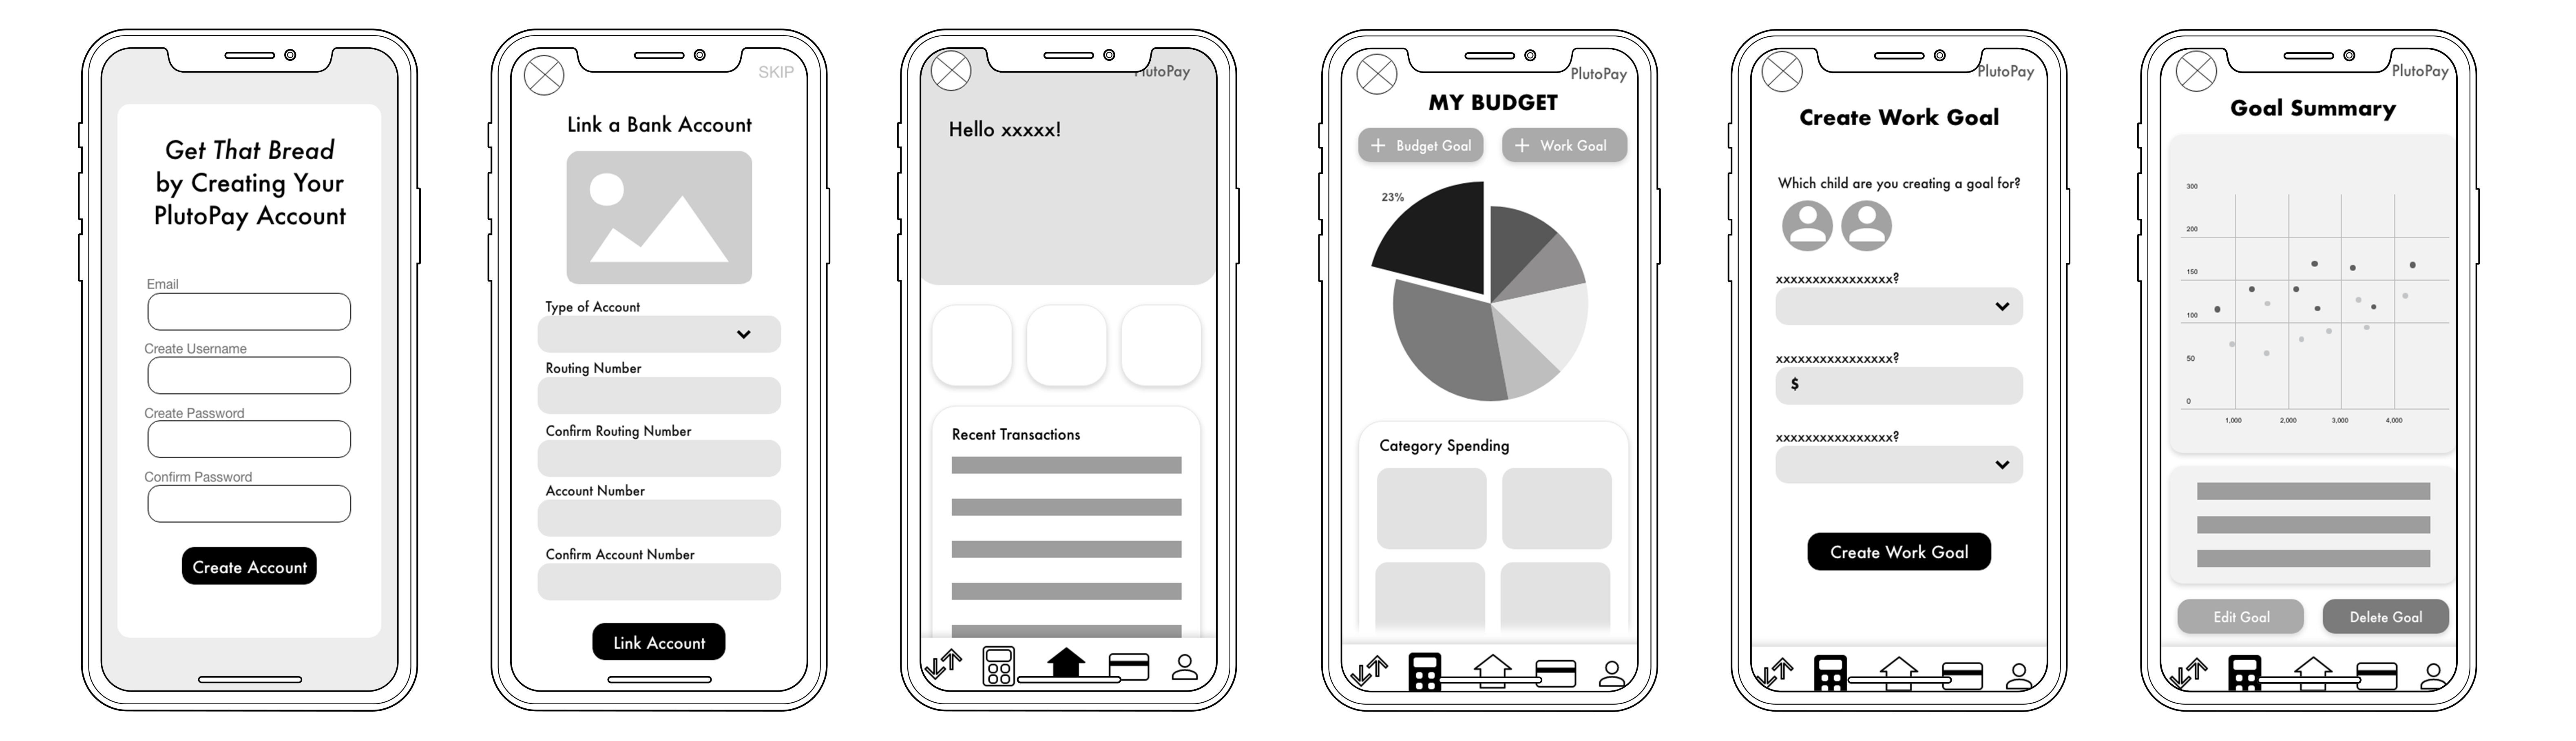 Get That Bread
by Creating Your
PlutoPay Account
Email
Create Username
Create Password
Confirm Password
Create Account
SKIP
Link a Bank Account
Type of Account
Routing Number
Confirm Routing Number
Account Number
Confirm Account Number
Link Account
PlutoPay
Hello xxxxx!
Recent Transactions
PlutoPay
MY BUDGET
+ Budget Goal
+ Work Goal
23%
Category Spending
PlutoPay
Create Work Goal
Which child are you creating a goal for?
xxxxxxxxxxxxxxxx?
xxxxxxxxxxxxxxxx?
$
xxxxxxxxxxxxxxxx?
Create Work Goal
PlutoPay
Goal Summary
300
200
150
100
50
0
1,000 2,000 3,000 4,000
Edit Goal
Delete Goal